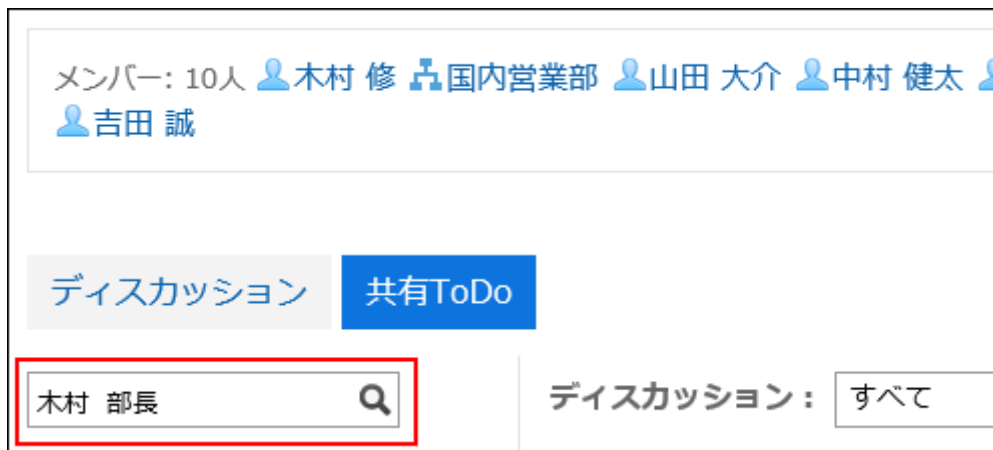 メンバー: 10人 木村 修 国内営業部 山田 大介 中村 健太
吉田 誠
ディスカッション 共有ToDo
木村 部長 ディスカッション： すべて